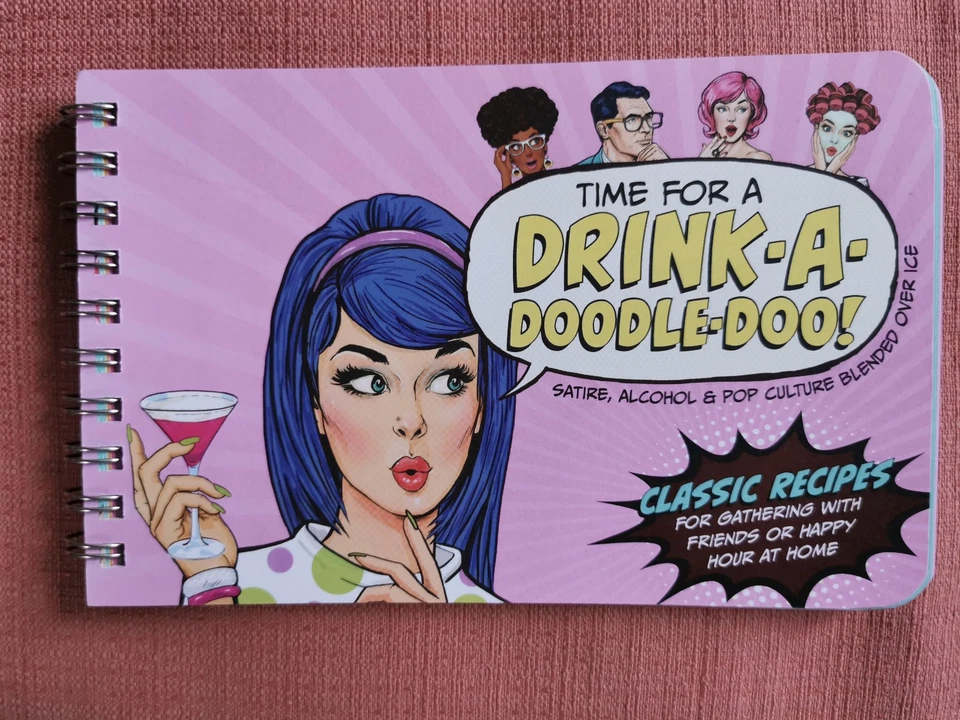 TIME FOR A
DRINK-A-
DOODLE-DOO!
SATIRE, ALCOHOL & POP CULTURE BLENDED OVER ICE
CLASSIC RECIPES
FOR GATHERING WITH
FRIENDS OR HAPPY
HOUR AT HOME